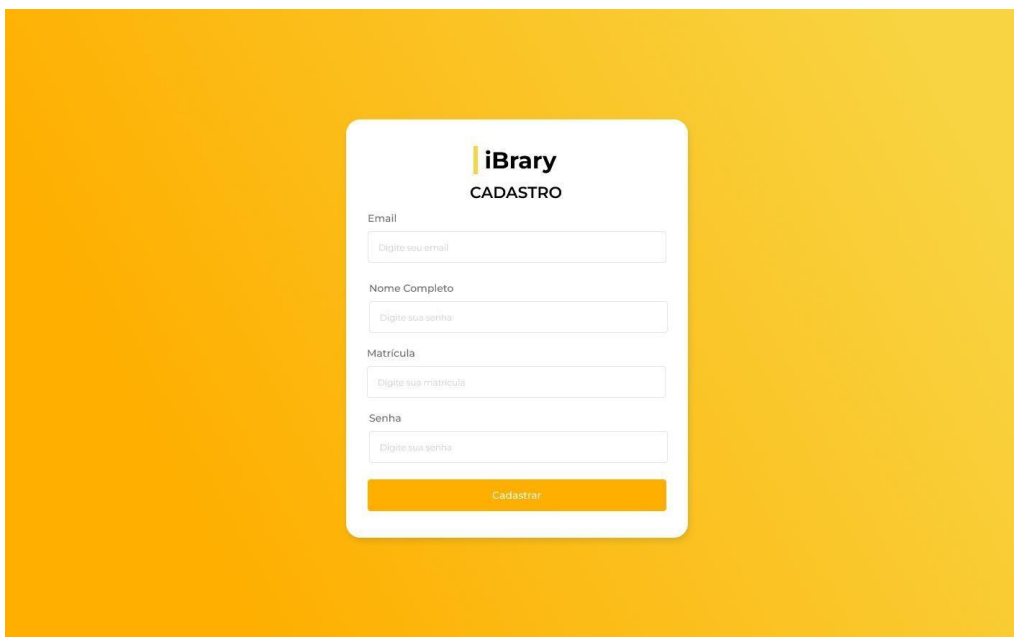 iBrary
CADASTRO
Email
Digite seu email
Nome Completo
Digite sua senha
Matrícula
Digite sua matricula
Senha
Digite sua senha
Cadastrar